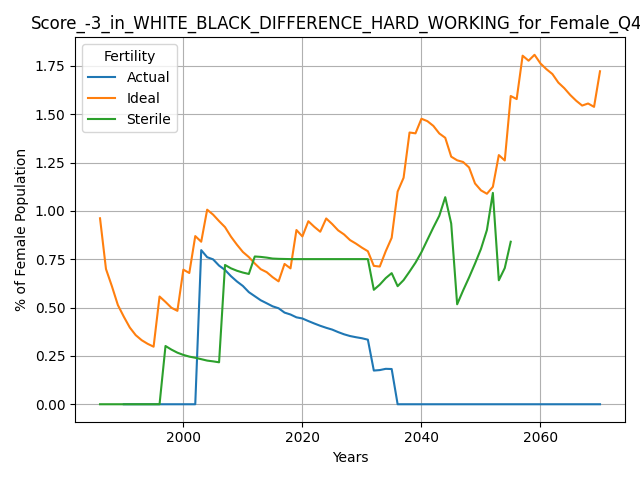 Score_-3_in_WHITE_BLACK_DIFFERENCE_HARD_WORKING_for_Female_Q4
Fertility
Actual
Ideal
Sterile
1.75
1.50
1.25
1.00
0.75
0.50
0.25
0.00
% of Female Population
2000
2020
2040
2060
Years